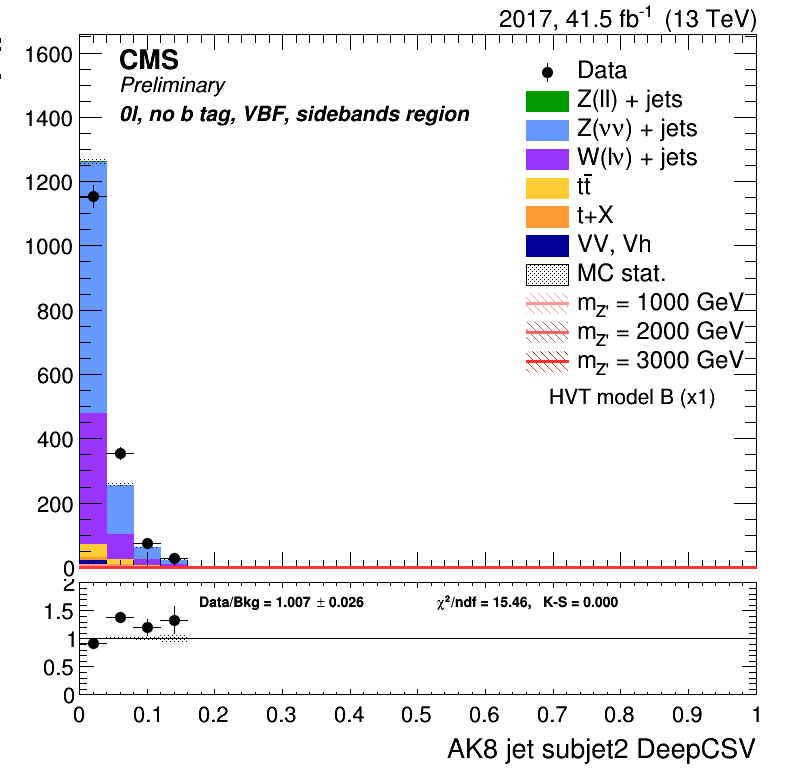 2017, 41.5 fb⁻¹ (13 TeV)
CMS
Preliminary
0l, no b tag, VBF, sidebands region
Data
Z(ll) + jets
Z(νν) + jets
W(lν) + jets
tt̄
t+X
VV, Vh
MC stat.
m_Z' = 1000 GeV
m_Z' = 2000 GeV
m_Z' = 3000 GeV
HVT model B (x1)
1600
1400
1200
1000
800
600
400
200
0
Data/Bkg = 1.007 ± 0.026
χ²/ndf = 15.46, K-S = 0.000
2
1.5
1
0.5
0
0 0.1 0.2 0.3 0.4 0.5 0.6 0.7 0.8 0.9 1
AK8 jet subjet2 DeepCSV